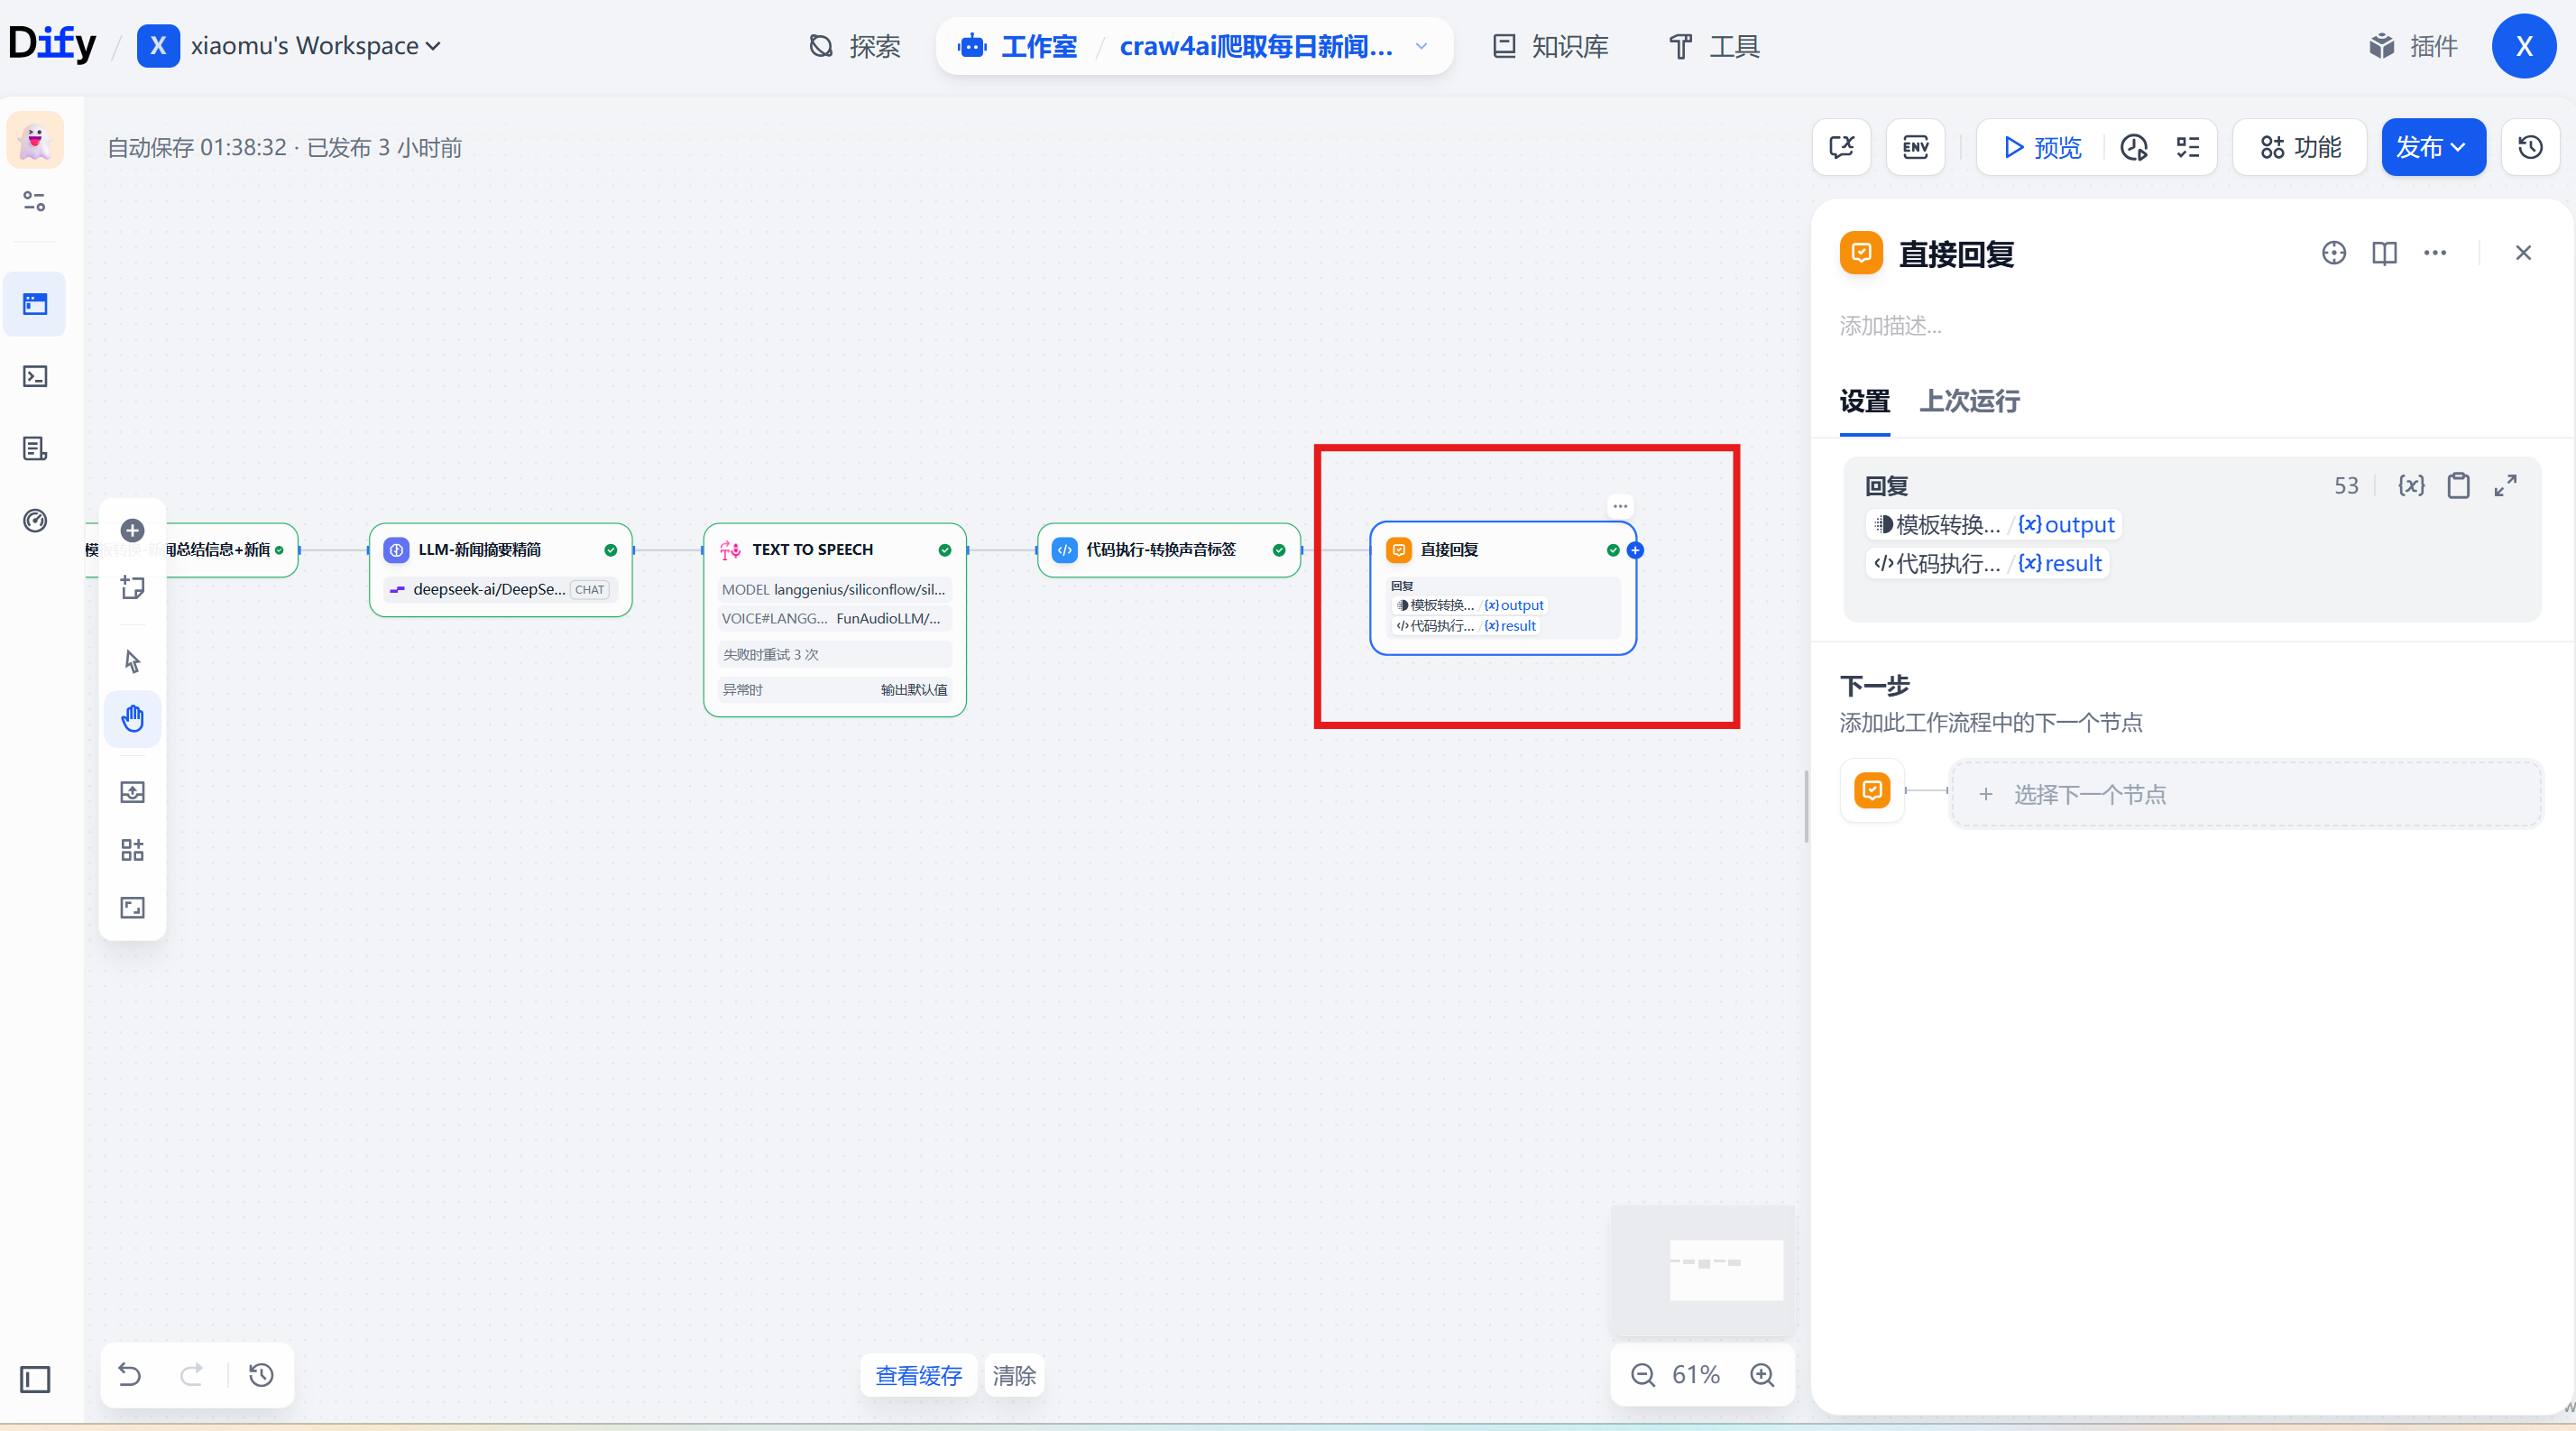 Dify / X xiaomu's Workspace
探索
工作室 / craw4ai爬取每日新闻...
知识库
工具
插件
X
自动保存 01:38:32 · 已发布 3 小时前
ENV
预览
功能
发布
模板转换-新闻总结信息+新闻
LLM-新闻摘要精简
deepseek-ai/DeepSe... CHAT
TEXT TO SPEECH
MODEL langgenius/siliconflow/sil...
VOICE#LANGG... FunAudioLLM/...
失败时重试 3 次
异常时 输出默认值
代码执行-转换声音标签
直接回复
回复
模板转换... / {x} output
代码执行... / {x} result
直接回复
添加描述...
设置 上次运行
回复 53 {x}
模板转换... / {x} output
代码执行... / {x} result
下一步
添加此工作流程中的下一个节点
+ 选择下一个节点
查看缓存 清除
61%